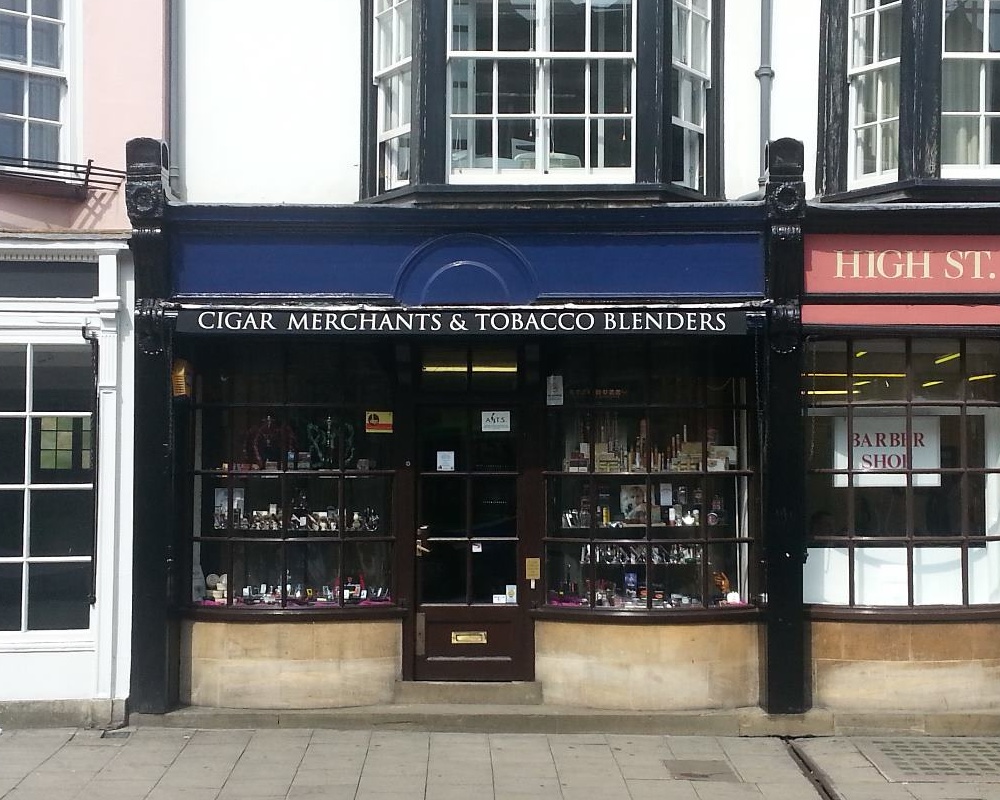 CIGAR MERCHANTS & TOBACCO BLENDERS
HIGH ST.
BARBER
SHOP